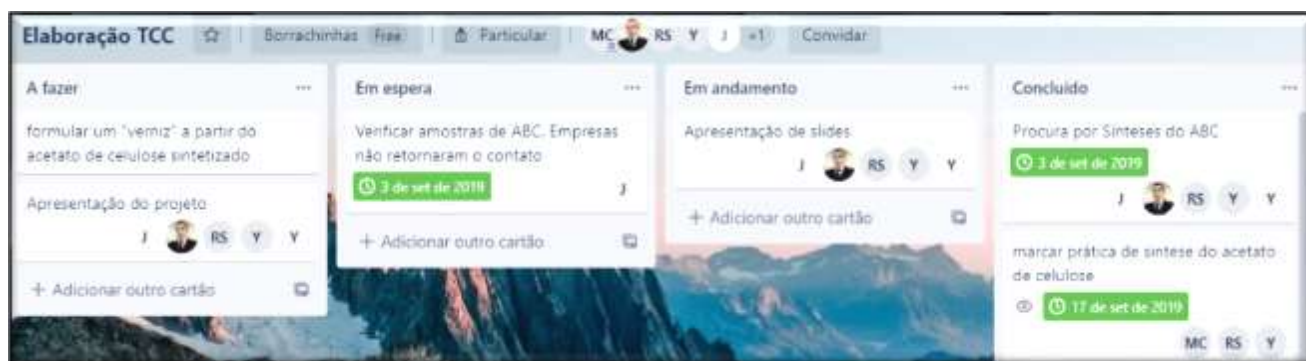 Elaboração TCC Borrachinhas Free Particular MC RS Y J +1 Convidar
A fazer
formular um "verniz" a partir do
acetato de celulose sintetizado
Apresentação do projeto
J RS Y Y
+ Adicionar outro cartão
Em espera
Verificar amostras de ABC. Empresas
não retornaram o contato
3 de set de 2019
J
+ Adicionar outro cartão
Em andamento
Apresentação de slides
J RS Y Y
+ Adicionar outro cartão
Concluído
Procura por Sinteses do ABC
3 de set de 2019
J RS Y Y
marcar prática de sintese do acetato
de celulose
17 de set de 2019
MC RS Y